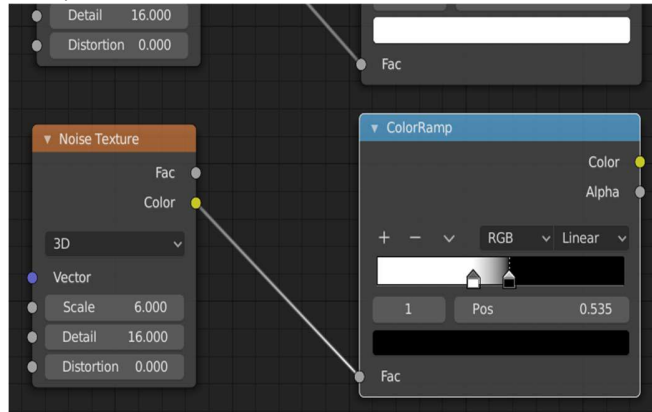 Detail 16.000
Distortion 0.000
Fac
Noise Texture
Fac
Color
3D
Vector
Scale 6.000
Detail 16.000
Distortion 0.000
ColorRamp
Color
Alpha
+ − RGB Linear
1 Pos 0.535
Fac